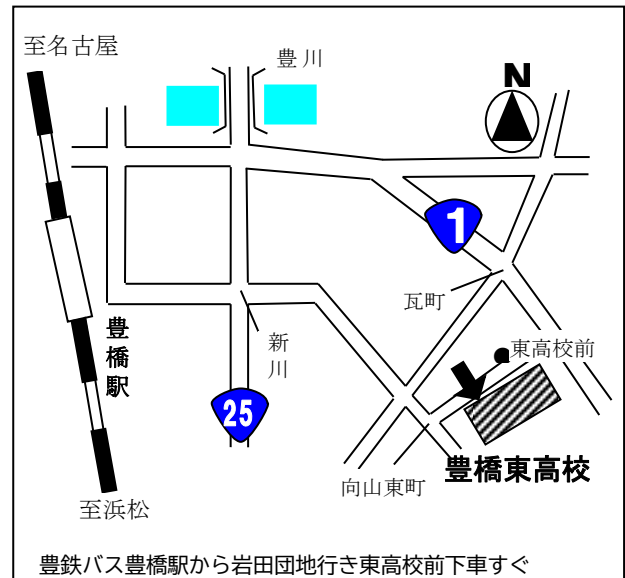 至名古屋
豊川
N
1
瓦町
豊橋駅
新川
東高校前
25
豊橋東高校
向山東町
至浜松
豊鉄バス豊橋駅から岩田団地行き東高校前下車すぐ